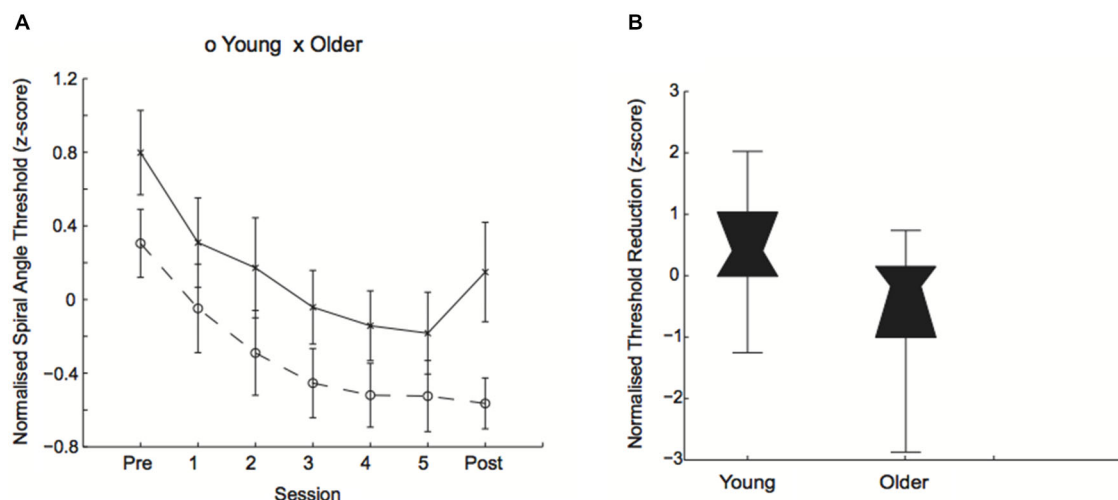 A
o Young x Older
Normalised Spiral Angle Threshold (z-score)
1.2
0.8
0.4
0
−0.4
−0.8
Pre 1 2 3 4 5 Post
Session
B
Normalised Threshold Reduction (z-score)
3
2
1
0
−1
−2
−3
Young Older